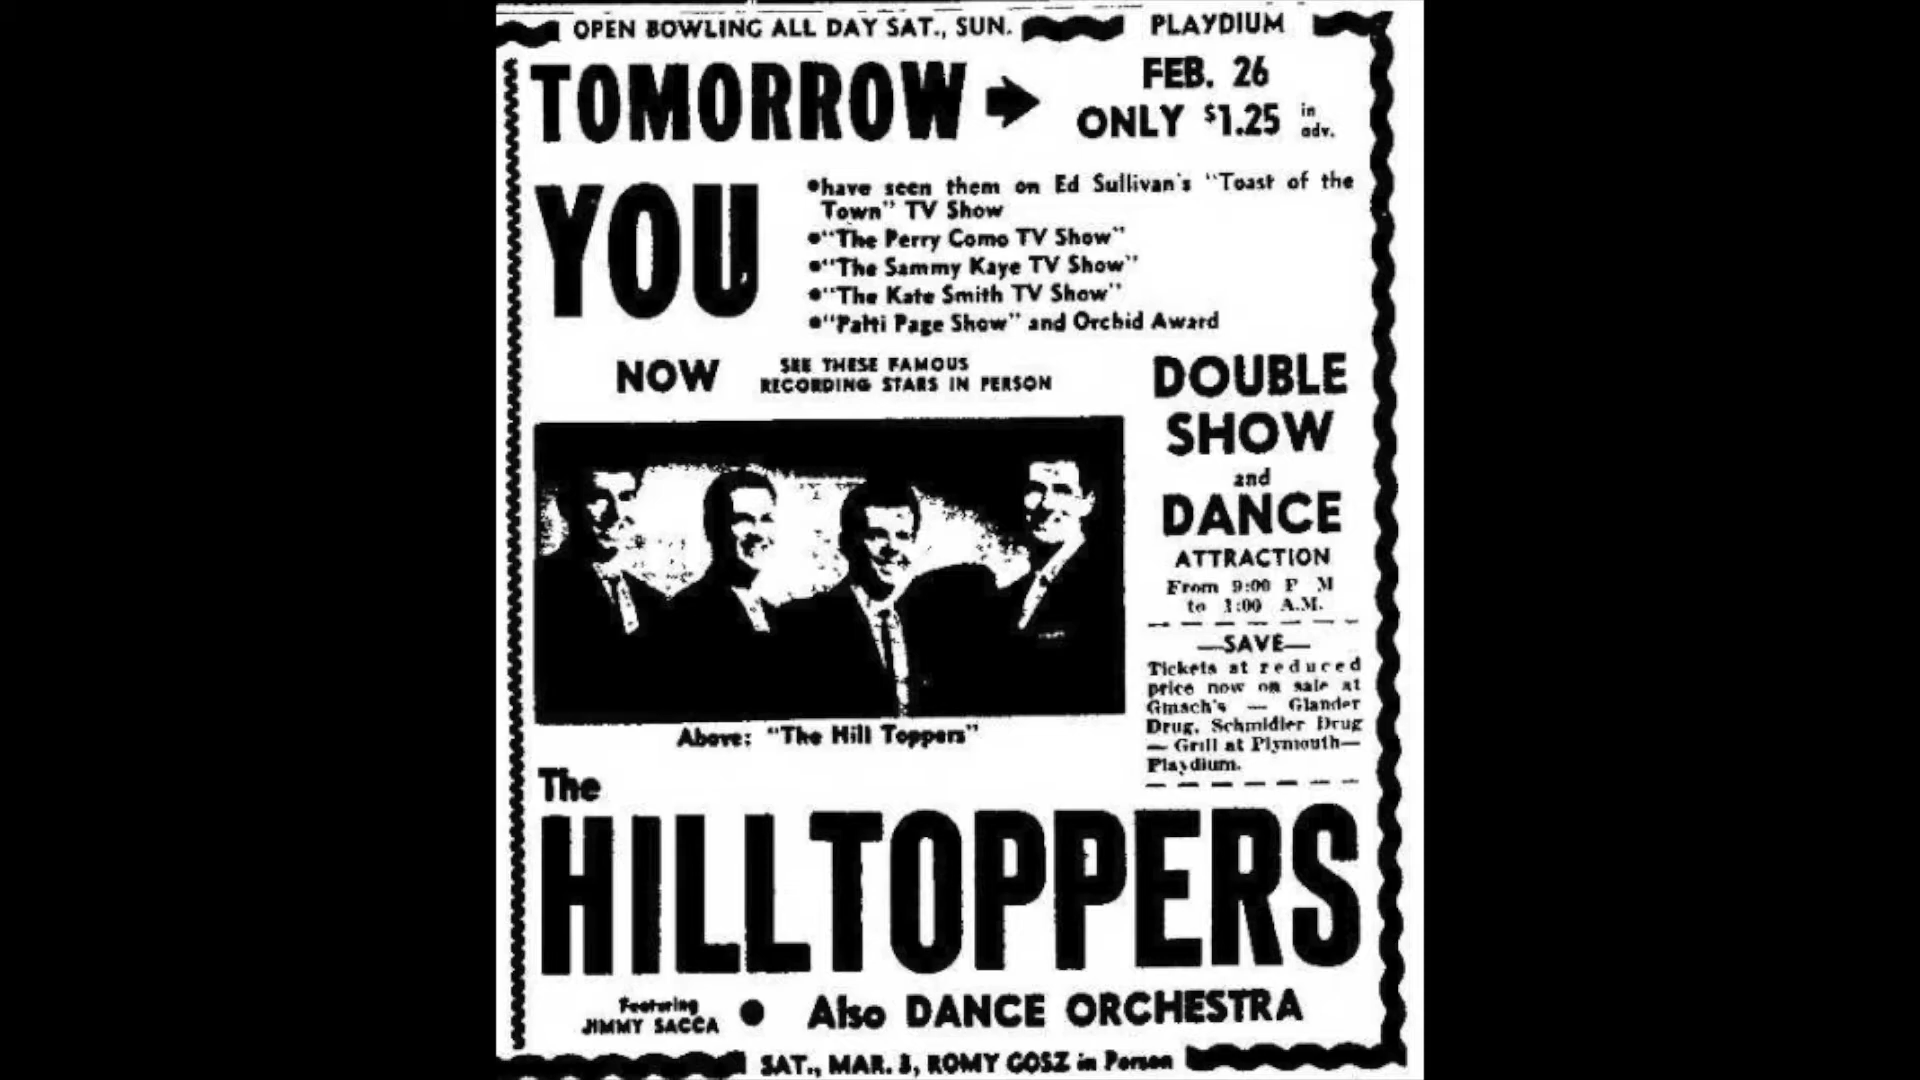 OPEN BOWLING ALL DAY SAT., SUN.
PLAYDIUM
TOMORROW
FEB. 26
ONLY $1.25 in adv.
YOU
•have seen them on Ed Sullivan's "Toast of the
Town" TV Show
•"The Perry Como TV Show"
•"The Sammy Kaye TV Show"
•"The Kate Smith TV Show"
•"Patti Page Show" and Orchid Award
NOW
SEE THESE FAMOUS
RECORDING STARS IN PERSON
DOUBLE
SHOW
and
DANCE
ATTRACTION
From 9:00 P M
to 1:00 A.M.
—SAVE—
Tickets at reduced
price now on sale at
Gmach's — Glander
Drug, Schmidler Drug
— Grill at Plymouth—
Playdium.
Above: "The Hill Toppers"
The
HILLTOPPERS
Featuring
JIMMY SACCA
• Also DANCE ORCHESTRA
SAT., MAR. 3, ROMY GOSZ in Person